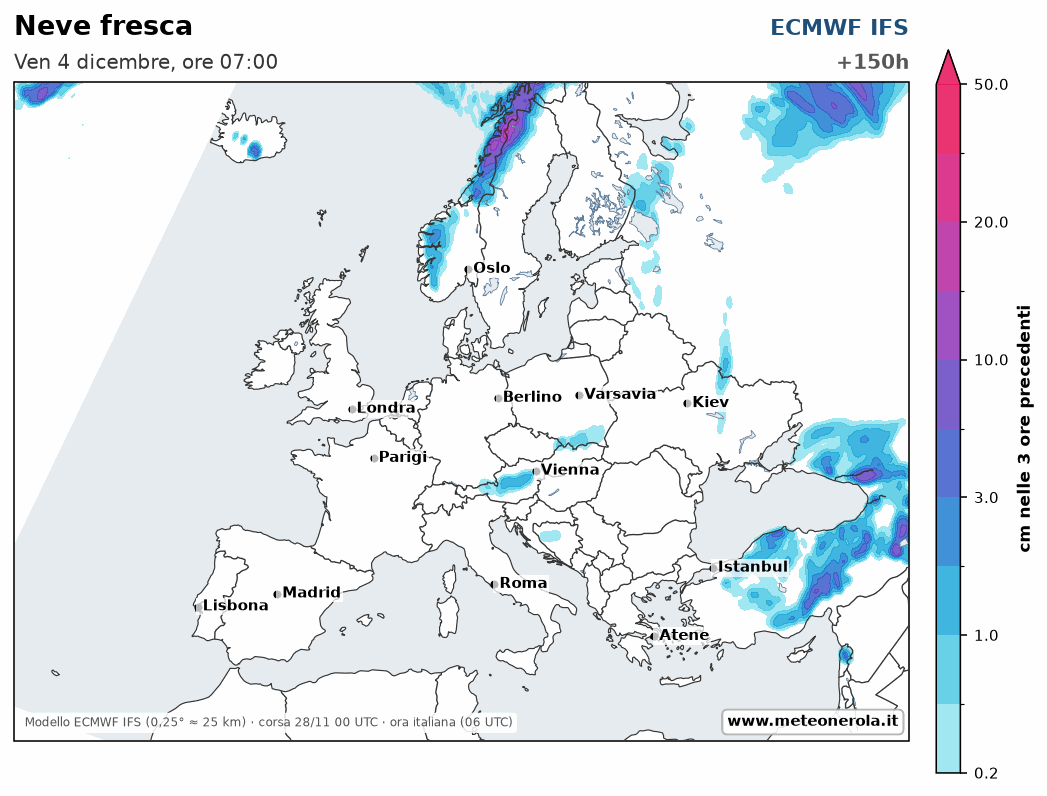 Neve fresca
ECMWF IFS
Ven 4 dicembre, ore 07:00
+150h
50.0
20.0
10.0
3.0
1.0
0.2
cm nelle 3 ore precedenti
Oslo
Berlino
Varsavia
Kiev
Londra
Parigi
Vienna
Istanbul
Roma
Madrid
Lisbona
Atene
Modello ECMWF IFS (0,25° ≈ 25 km) · corsa 28/11 00 UTC · ora italiana (06 UTC)
www.meteonerola.it